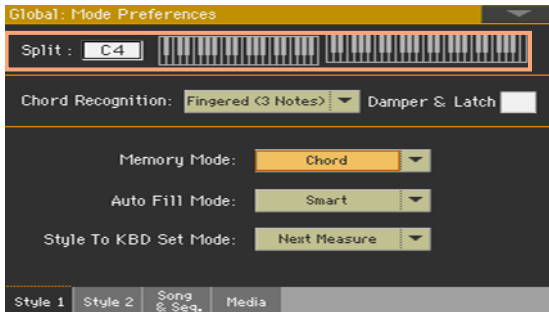 Global: Mode Preferences
Split : C4
Chord Recognition: Fingered (3 Notes) Damper & Latch
Memory Mode: Chord
Auto Fill Mode: Smart
Style To KBD Set Mode: Next Measure
Style 1 Style 2 Song & Seq. Media